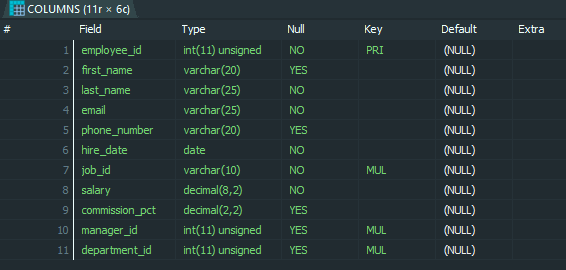 COLUMNS (11r × 6c)
# Field Type Null Key Default Extra
1 employee_id int(11) unsigned NO PRI (NULL)
2 first_name varchar(20) YES (NULL)
3 last_name varchar(25) NO (NULL)
4 email varchar(25) NO (NULL)
5 phone_number varchar(20) YES (NULL)
6 hire_date date NO (NULL)
7 job_id varchar(10) NO MUL (NULL)
8 salary decimal(8,2) NO (NULL)
9 commission_pct decimal(2,2) YES (NULL)
10 manager_id int(11) unsigned YES MUL (NULL)
11 department_id int(11) unsigned YES MUL (NULL)